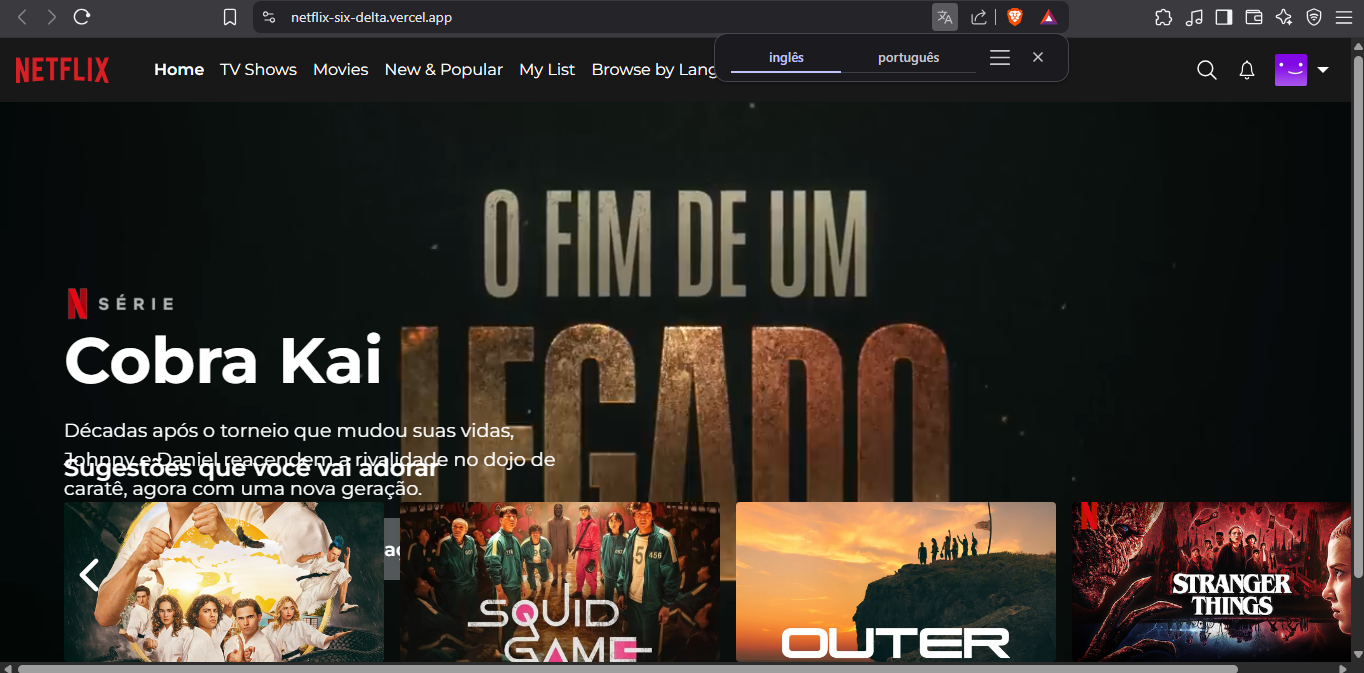 netflix-six-delta.vercel.app
inglês
português
NETFLIX
Home
TV Shows
Movies
New & Popular
My List
Browse by Lang
O FIM DE UM
LEGADO
N SÉRIE
Cobra Kai
Décadas após o torneio que mudou suas vidas,
Johnny e Daniel reacendem a rivalidade no dojo de
caratê, agora com uma nova geração.
Sugestões que você vai adorar
SQUID
GAME
456
OUTER
N
STRANGER
THINGS